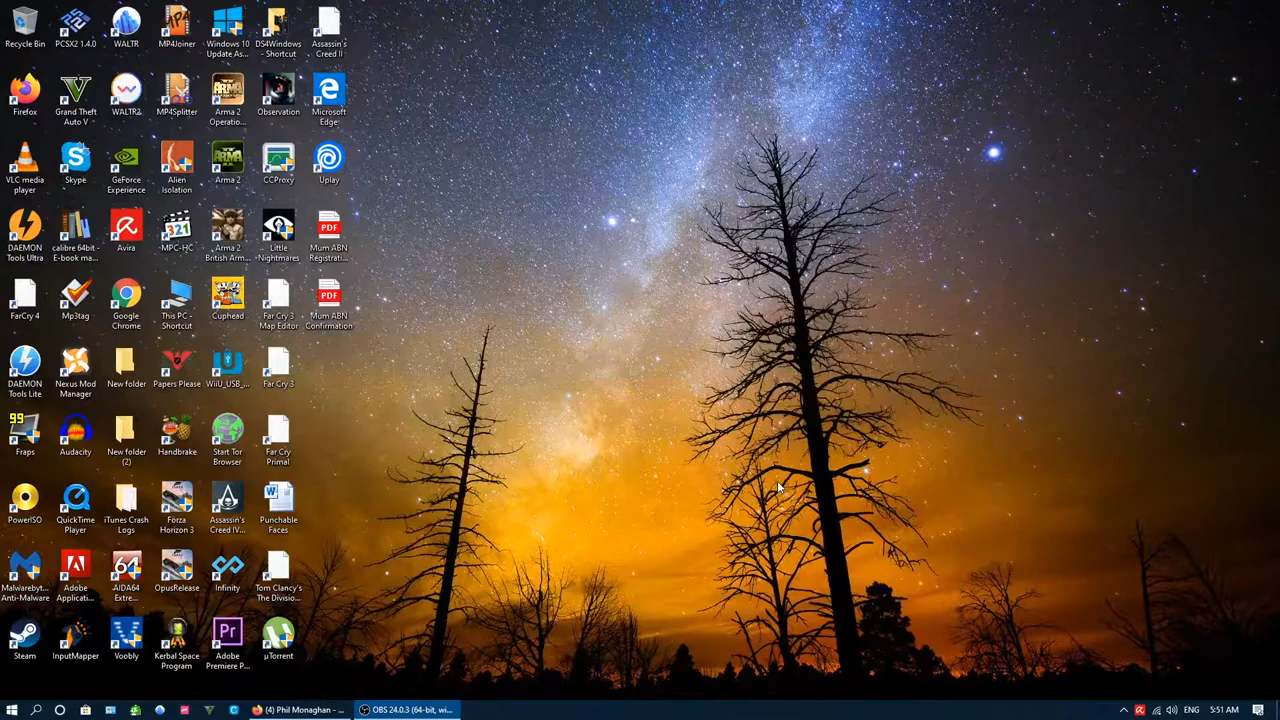 Recycle Bin
PCSX2 1.4.0
WALTR
MP4Joiner
Windows 10
Update As...
DS4Windows
- Shortcut
Assassin's
Creed II
Firefox
Grand Theft
Auto V
WALTR2
MP4Splitter
Arma 2
Operatio...
Observation
Microsoft
Edge
VLC media
player
Skype
GeForce
Experience
Alien
Isolation
Arma 2
CCProxy
Uplay
DAEMON
Tools Ultra
calibre 64bit -
E-book ma...
Avira
321
MPC-HC
Arma 2
British Arm...
Little
Nightmares
PDF
Mum ABN
Registrati...
FarCry 4
Mp3tag
Google
Chrome
This PC -
Shortcut
Cuphead
Far Cry 3
Map Editor
PDF
Mum ABN
Confirmation
DAEMON
Tools Lite
Nexus Mod
Manager
New folder
Papers Please
WiiU_USB_...
Far Cry 3
99
Fraps
Audacity
New folder
(2)
Handbrake
Start Tor
Browser
Far Cry
Primal
PowerISO
QuickTime
Player
iTunes Crash
Logs
Forza
Horizon 3
Assassin's
Creed IV...
Punchable
Faces
Malwarebyt...
Anti-Malware
Adobe
Applicati...
64
AIDA64
Extre...
OpusRelease
Infinity
Tom Clancy's
The Divisio...
Steam
InputMapper
Voobly
Kerbal Space
Program
Pr
Adobe
Premiere P...
µTorrent
(4) Phil Monaghan - ...
OBS 24.0.3 (64-bit, wi...
ENG
5:51 AM